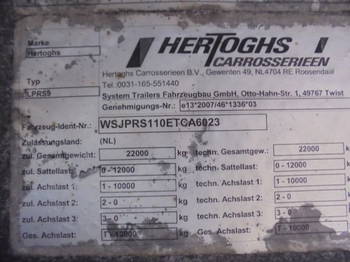 Marke
Hertoghs
HERTOGHS
CARROSSERIEEN
Hertoghs Carrosserieen B.V., Gewenten 49, NL4704 RE Roosendaal
Tel. 0031-165-551440
LPRS9
System Trailers Fahrzeugbau GmbH, Otto-Hahn-Str. 1, 49767 Twist
Genehmigungs-Nr.: e13*2007/46*1336*03
Fahrzeug-Ident-Nr.: WSJPRS110ETCA6023
Zulassungsland: (NL)
zul. Gesamtgew.: 22000 kg techn. Gesamtgew.: 22000 kg
zul. Sattellast 0-12000 kg techn. Sattellast 0 - 12000 kg
zul. Achslast 1 1 - 10000 kg techn. Achslast 1 1 - 10000 kg
zul. Achslast 2 2 - 0 kg techn. Achslast 2 2 - 0 kg
zul. Achslast 3 3 - 0 kg techn. Achslast 3 3 - 0 kg
Ges. Achslast T - 10000 kg techn. Ges. Achslast T - 10000 kg